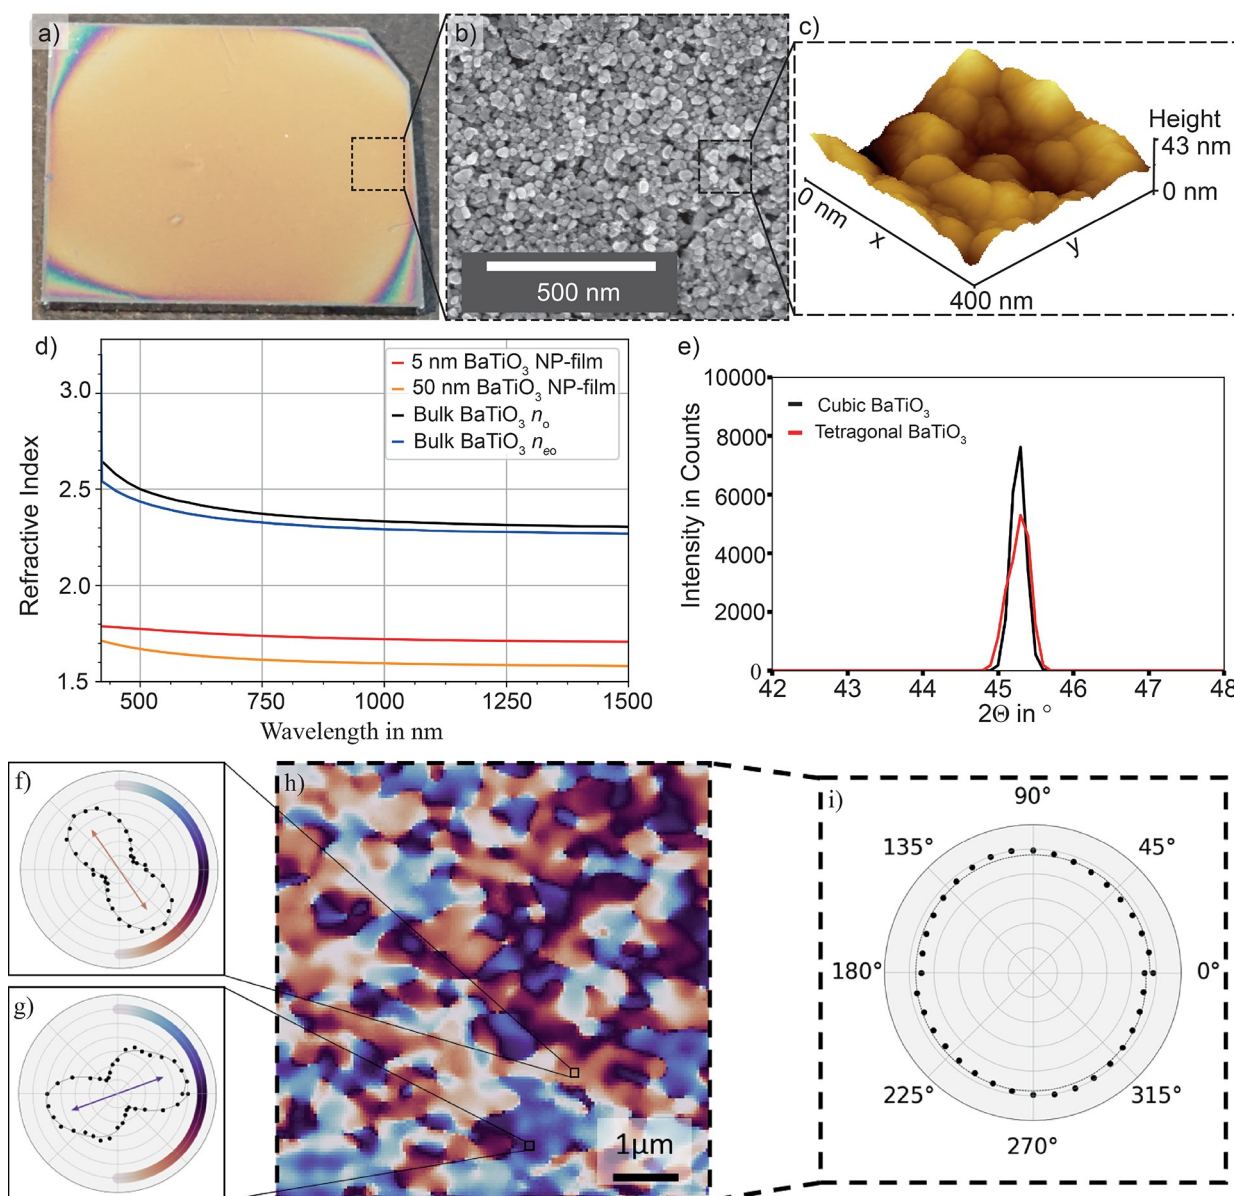 a)
b)
500 nm
c)
Height
43 nm
0 nm
0 nm
x
y
400 nm
d)
5 nm BaTiO3 NP-film
50 nm BaTiO3 NP-film
Bulk BaTiO3 no
Bulk BaTiO3 neo
3.0
2.5
2.0
1.5
Refractive Index
500 750 1000 1250 1500
Wavelength in nm
e)
Cubic BaTiO3
Tetragonal BaTiO3
10000
8000
6000
4000
2000
0
Intensity in Counts
42 43 44 45 46 47 48
2Θ in °
f)
g)
h)
1µm
i)
90°
135° 45°
180° 0°
225° 315°
270°